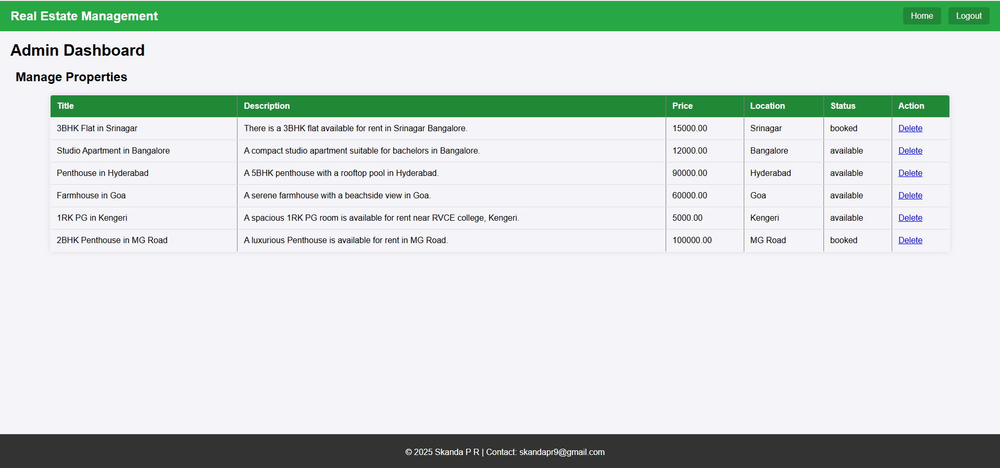 Real Estate Management Home Logout
Admin Dashboard
Manage Properties
Title Description Price Location Status Action
3BHK Flat in Srinagar There is a 3BHK flat available for rent in Srinagar Bangalore. 15000.00 Srinagar booked Delete
Studio Apartment in Bangalore A compact studio apartment suitable for bachelors in Bangalore. 12000.00 Bangalore available Delete
Penthouse in Hyderabad A 5BHK penthouse with a rooftop pool in Hyderabad. 90000.00 Hyderabad available Delete
Farmhouse in Goa A serene farmhouse with a beachside view in Goa. 60000.00 Goa available Delete
1RK PG in Kengeri A spacious 1RK PG room is available for rent near RVCE college, Kengeri. 5000.00 Kengeri available Delete
2BHK Penthouse in MG Road A luxurious Penthouse is available for rent in MG Road. 100000.00 MG Road booked Delete
© 2025 Skanda P R | Contact: skandapr9@gmail.com